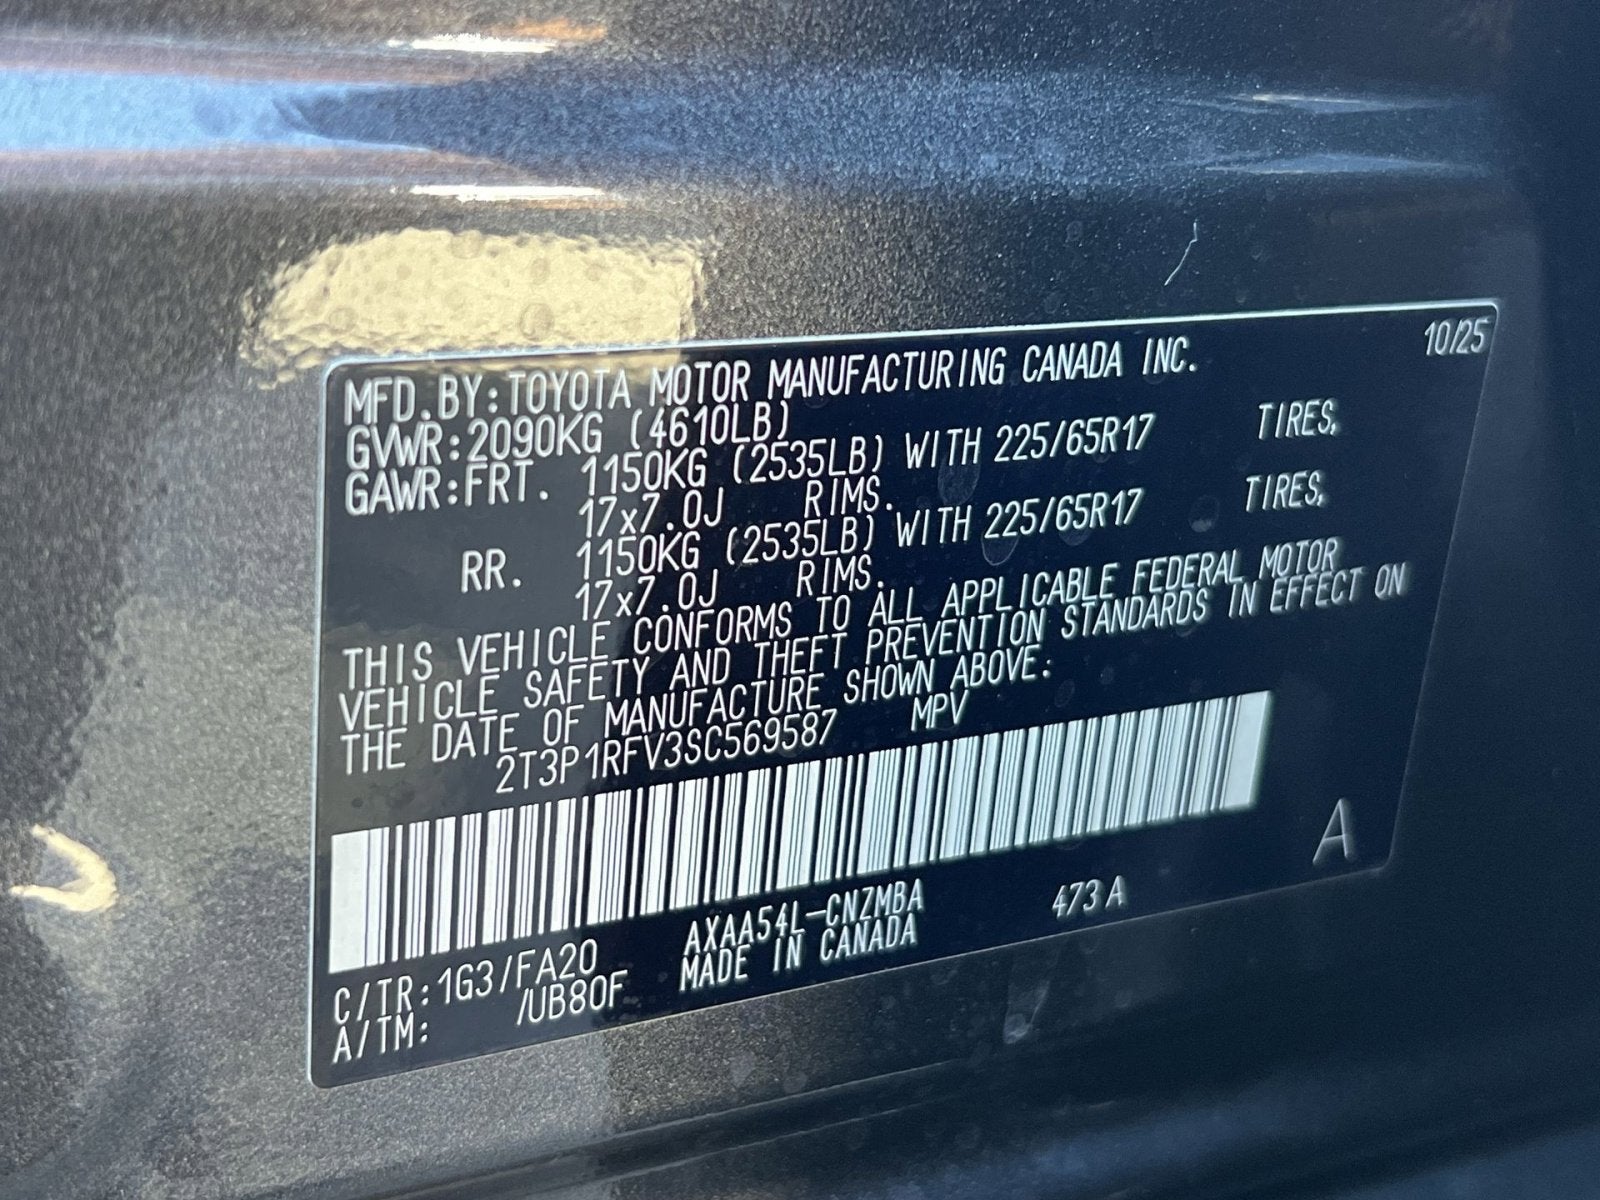 10/25
MFD.BY:TOYOTA MOTOR MANUFACTURING CANADA INC.
GVWR:2090KG (4610LB)
GAWR:FRT. 1150KG (2535LB) WITH 225/65R17 TIRES,
17x7.0J RIMS.
RR. 1150KG (2535LB) WITH 225/65R17 TIRES,
17x7.0J RIMS.
THIS VEHICLE CONFORMS TO ALL APPLICABLE FEDERAL MOTOR
VEHICLE SAFETY AND THEFT PREVENTION STANDARDS IN EFFECT ON
THE DATE OF MANUFACTURE SHOWN ABOVE:
2T3P1RFV3SC569587 MPV
A
C/TR:1G3/FA20 AXAA54L-CNZMBA 473A
A/TM: /UB80F MADE IN CANADA